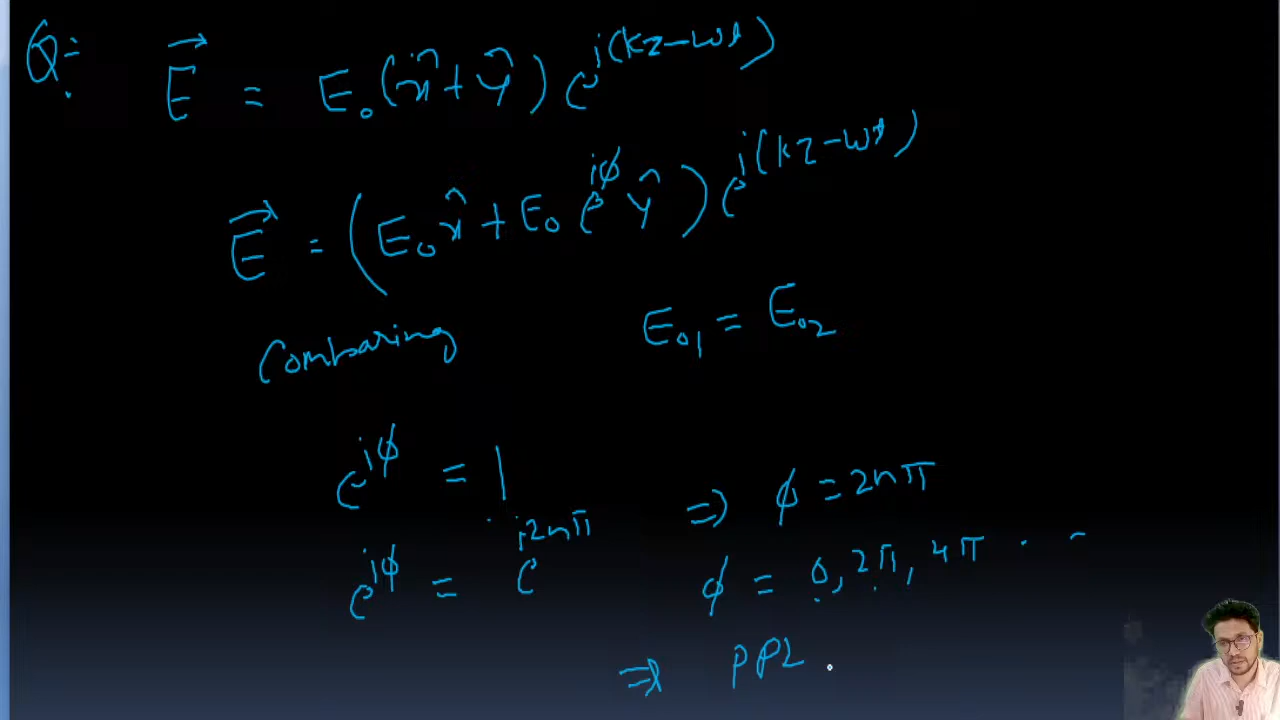 Q: E⃗ = E₀(x̂+ŷ) e^{i(kz-ωt)}
E⃗ = (E₀x̂ + E₀ e^{iφ} ŷ) e^{i(kz-ωt)}
Comparing E₀₁ = E₀₂
e^{iφ} = 1 ⇒ φ = 2nπ
e^{iφ} = e^{i2nπ} φ = 0, 2π, 4π . -
⇒ PPL .